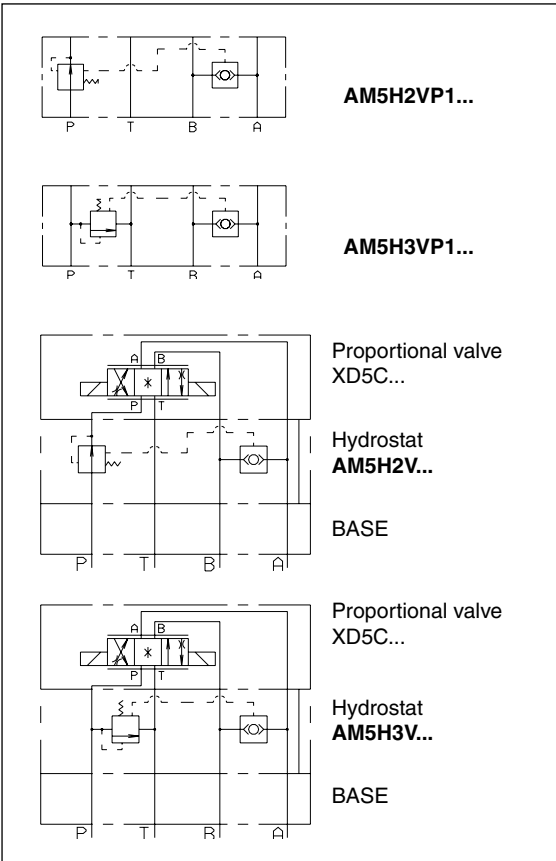 P T B A
AM5H2VP1...
P T R A
AM5H3VP1...
A B
P T
Proportional valve
XD5C...
Hydrostat
AM5H2V...
BASE
P T B A
A B
P T
Proportional valve
XD5C...
Hydrostat
AM5H3V...
BASE
P T R A